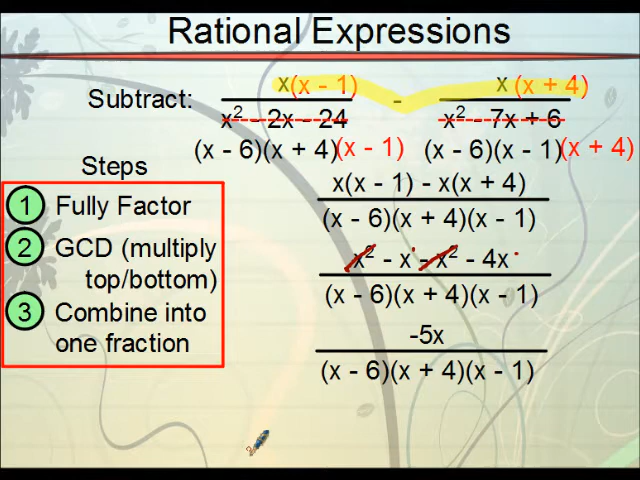 Rational Expressions
Subtract:
x(x - 1) - x (x + 4)
x² - 2x - 24 x² - 7x + 6
(x - 6)(x + 4)(x - 1) (x - 6)(x - 1)(x + 4)
Steps
1 Fully Factor
2 GCD (multiply
top/bottom)
3 Combine into
one fraction
x(x - 1) - x(x + 4)
(x - 6)(x + 4)(x - 1)
x² - x - x² - 4x
(x - 6)(x + 4)(x - 1)
-5x
(x - 6)(x + 4)(x - 1)